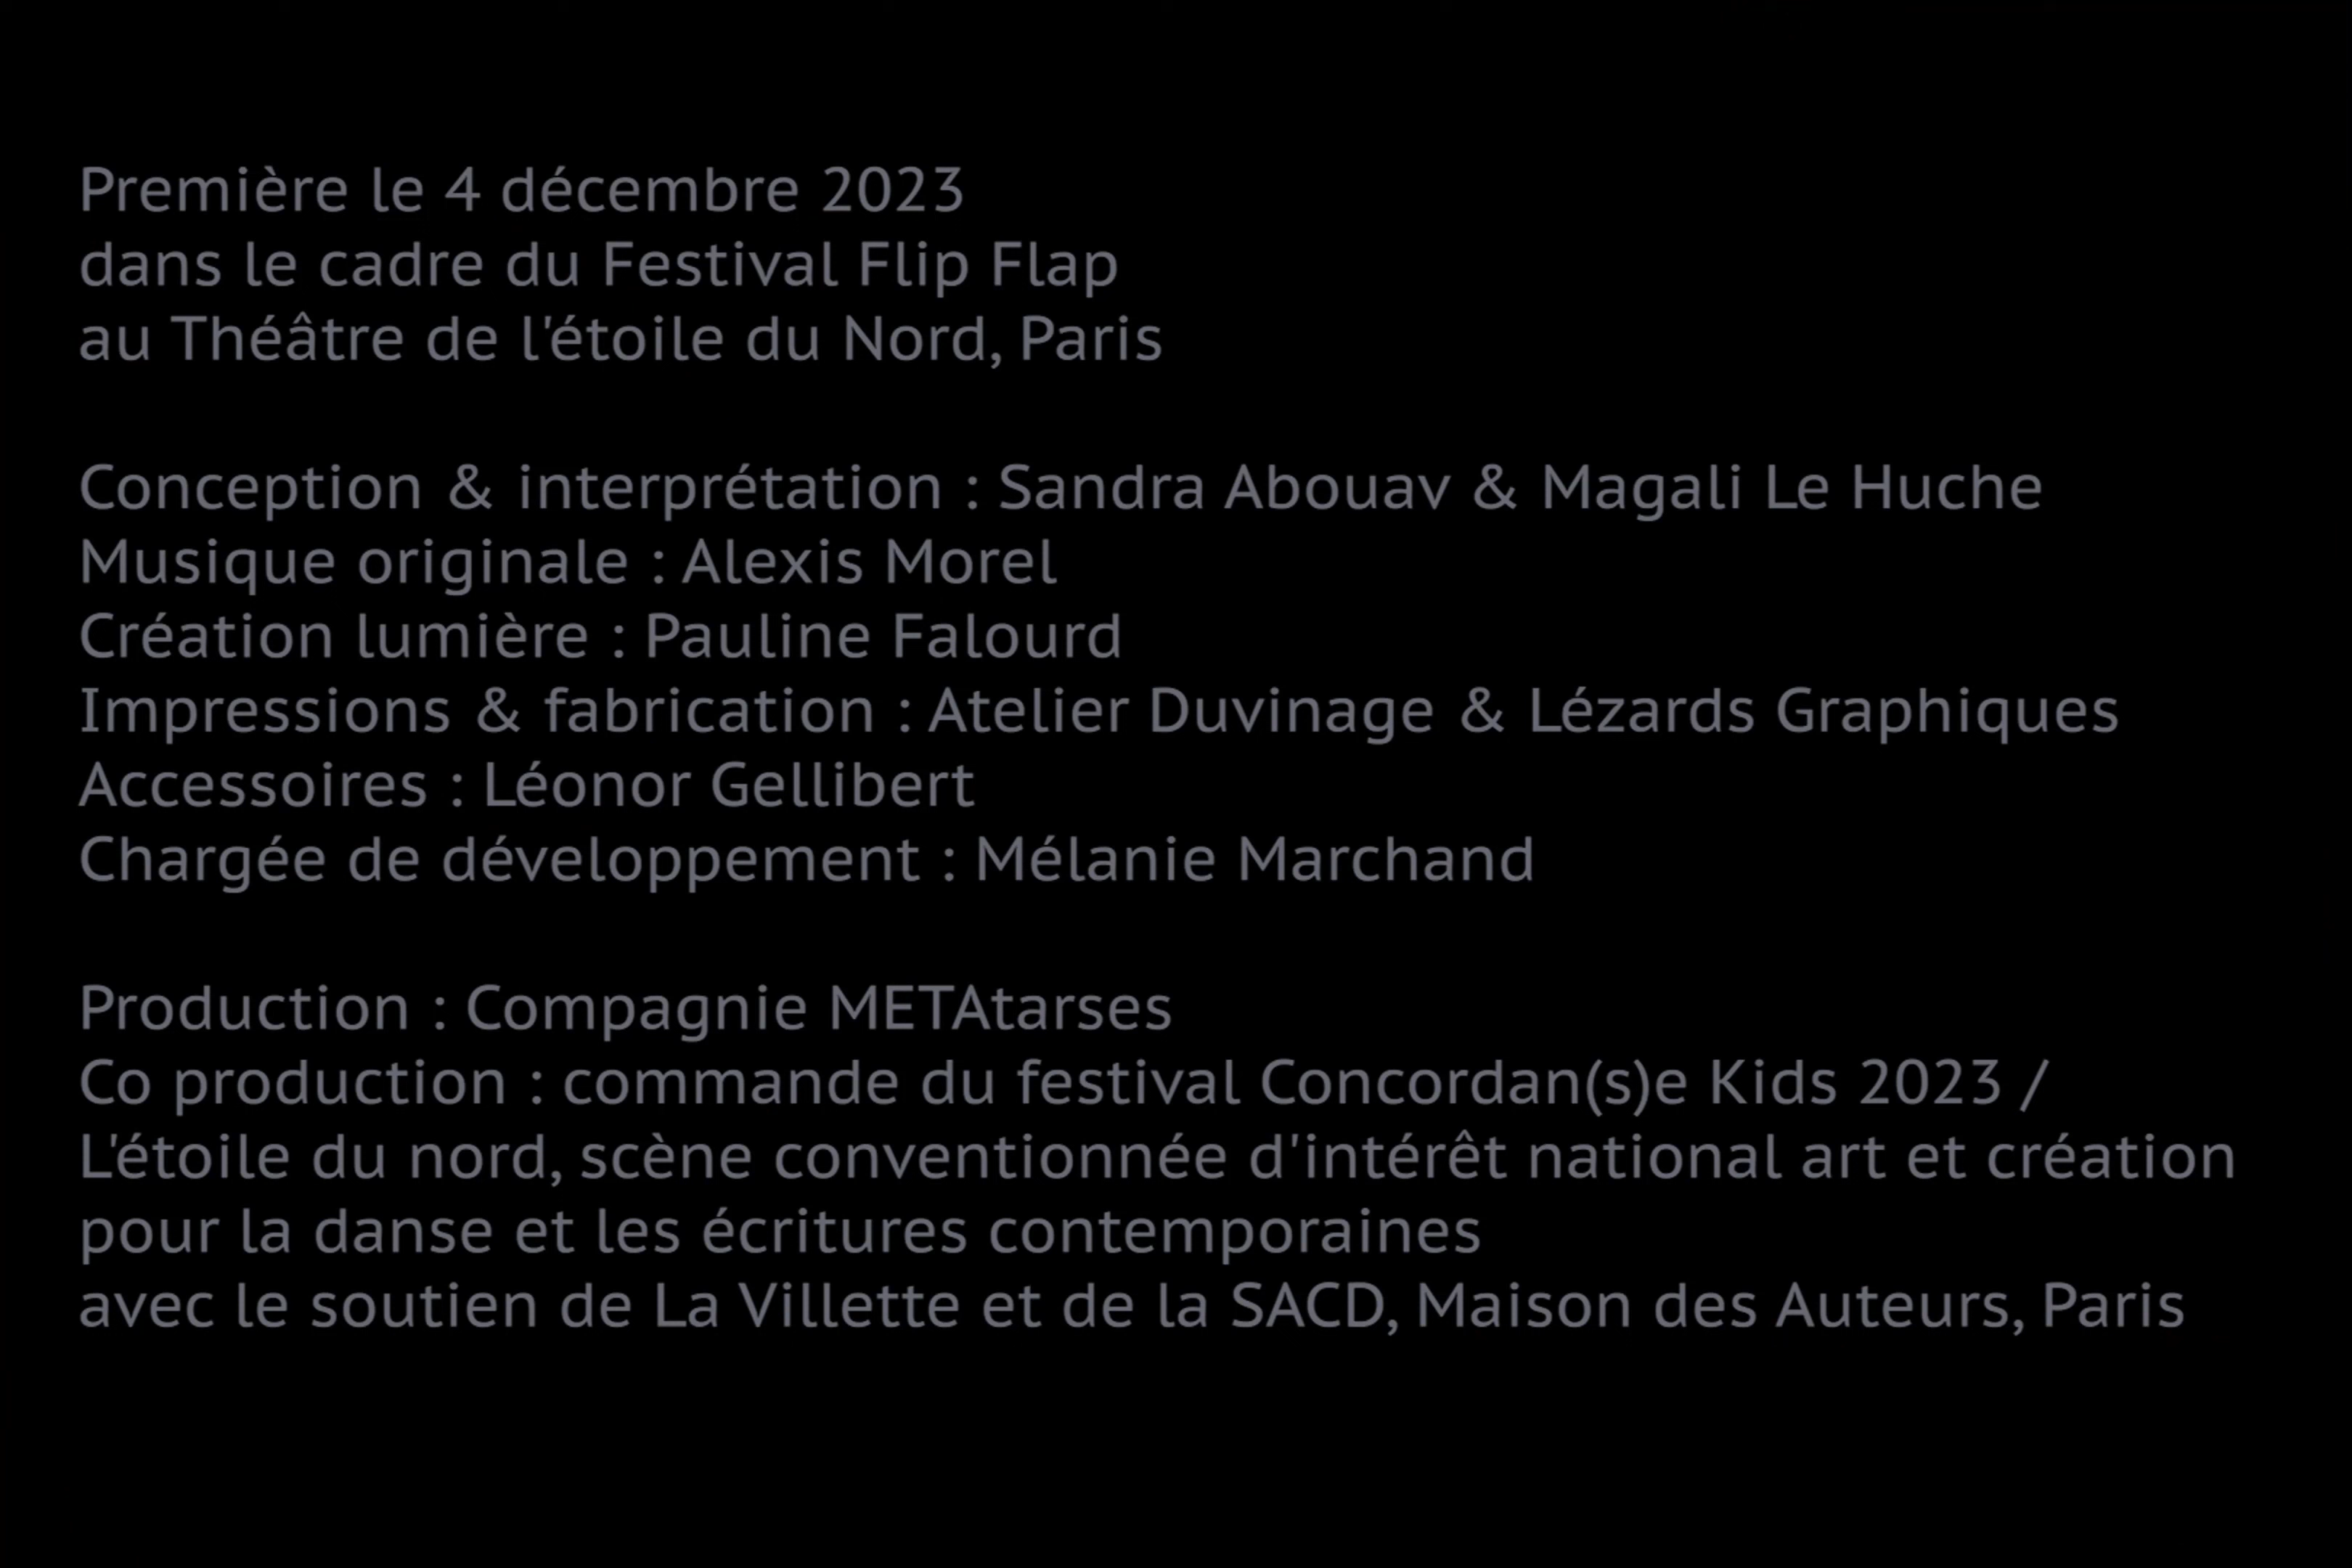 Première le 4 décembre 2023
dans le cadre du Festival Flip Flap
au Théâtre de l'étoile du Nord, Paris
Conception & interprétation : Sandra Abouav & Magali Le Huche
Musique originale : Alexis Morel
Création lumière : Pauline Falourd
Impressions & fabrication : Atelier Duvinage & Lézards Graphiques
Accessoires : Léonor Gellibert
Chargée de développement : Mélanie Marchand
Production : Compagnie METAtarses
Co production : commande du festival Concordan(s)e Kids 2023 /
L'étoile du nord, scène conventionnée d'intérêt national art et création
pour la danse et les écritures contemporaines
avec le soutien de La Villette et de la SACD, Maison des Auteurs, Paris